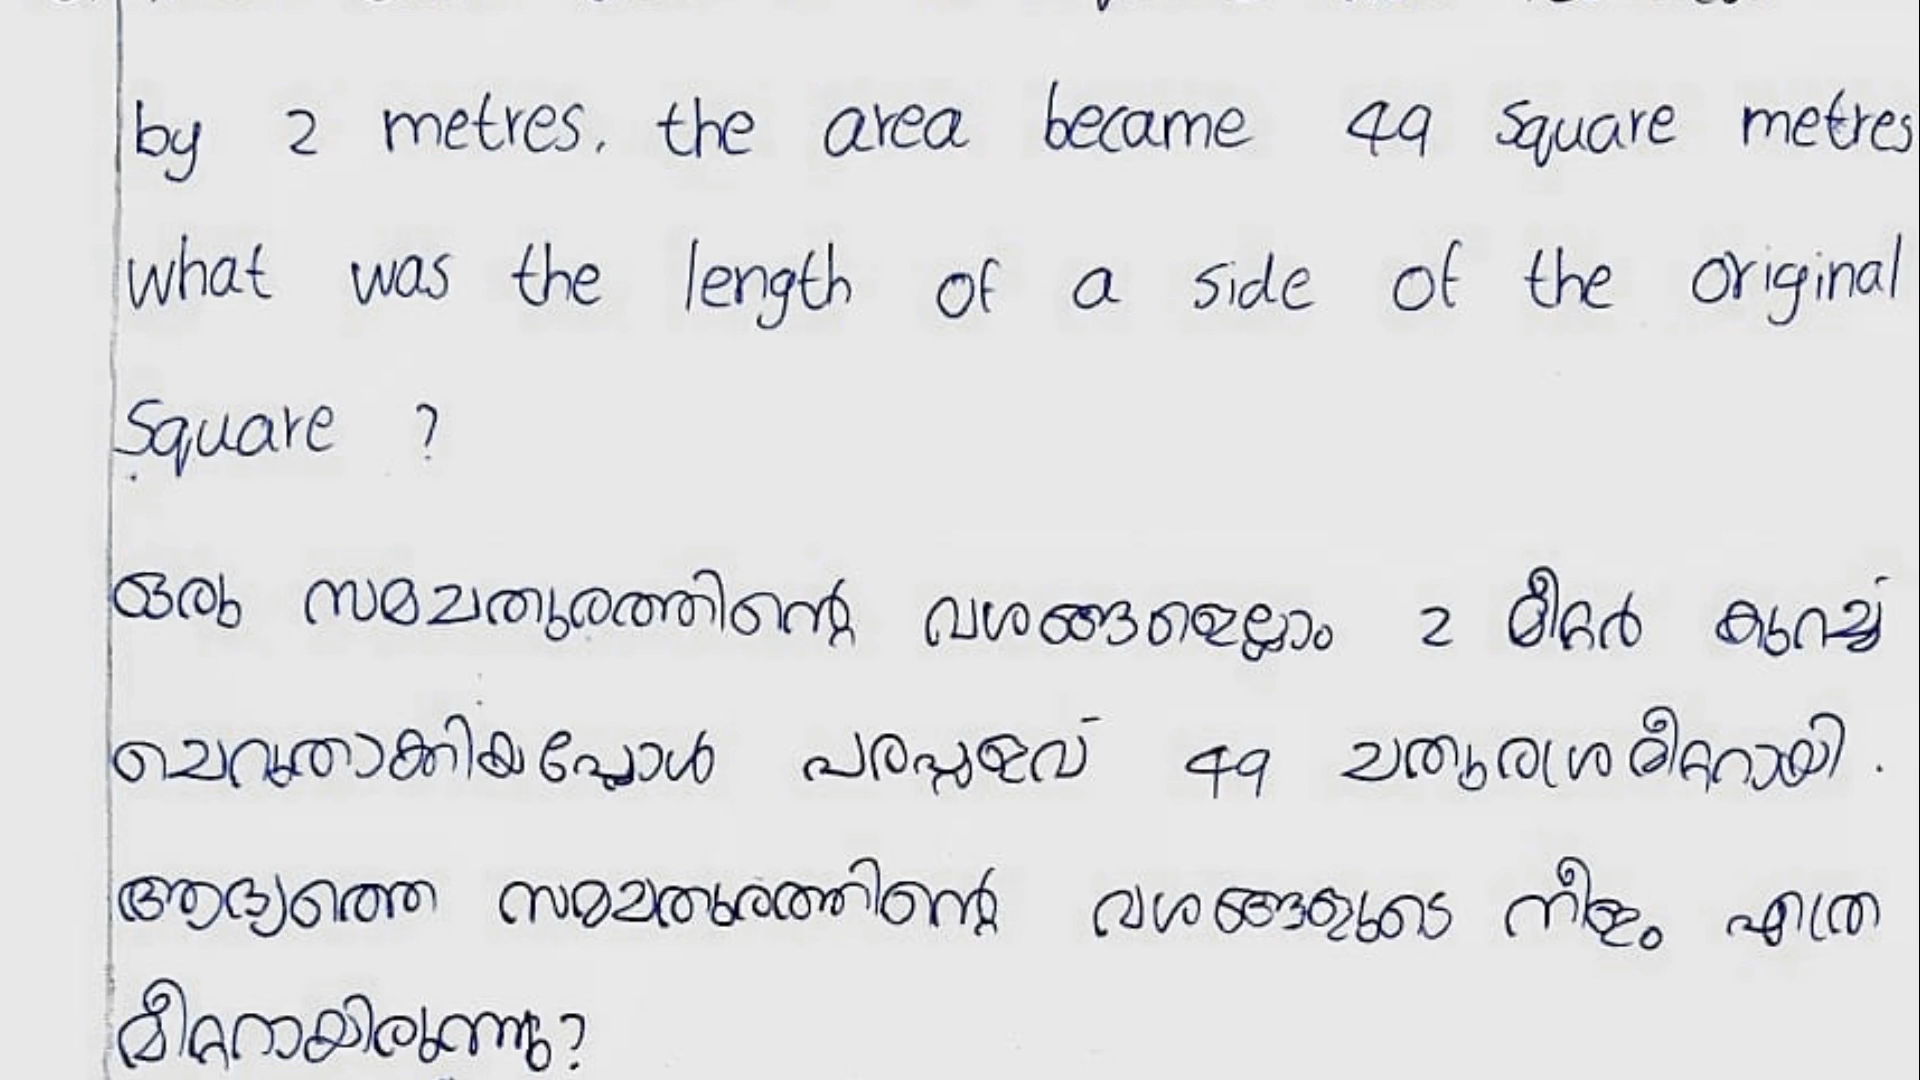 by 2 metres. the area became 49 square metres
what was the length of a side of the original
Square ?
ഒരു സമചതുരത്തിന്റെ വശങ്ങളെല്ലാം 2 മീറ്റർ കുറച്ച്
ചെറുതാക്കിയപ്പോൾ പരപ്പളവ് 49 ചതുരശ്രമീറ്ററായി .
ആദ്യത്തെ സമചതുരത്തിന്റെ വശങ്ങളുടെ നീളം എത്ര
മീറ്ററായിരുന്നു?